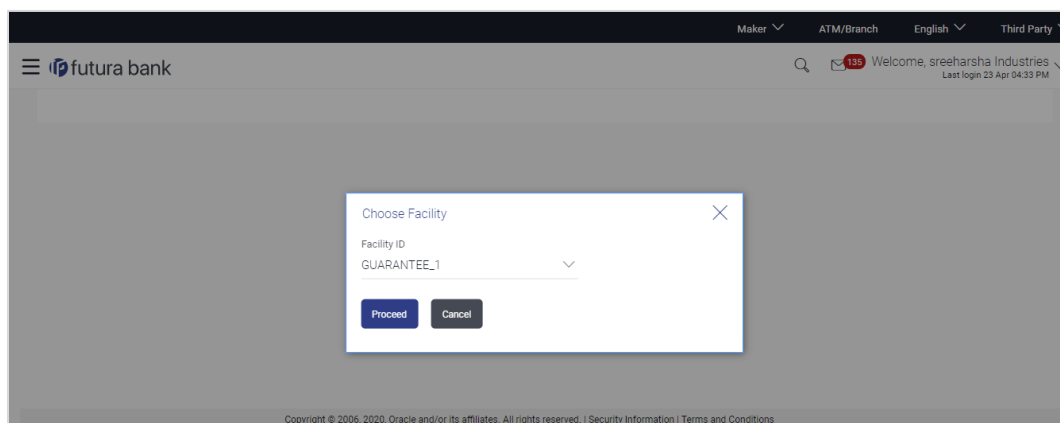 Maker ATM/Branch English Third Party
futura bank 135 Welcome, sreeharsha Industries
Last login 23 Apr 04:33 PM
Choose Facility
Facility ID
GUARANTEE_1
Proceed Cancel
Copyright © 2006, 2020, Oracle and/or its affiliates. All rights reserved. | Security Information | Terms and Conditions